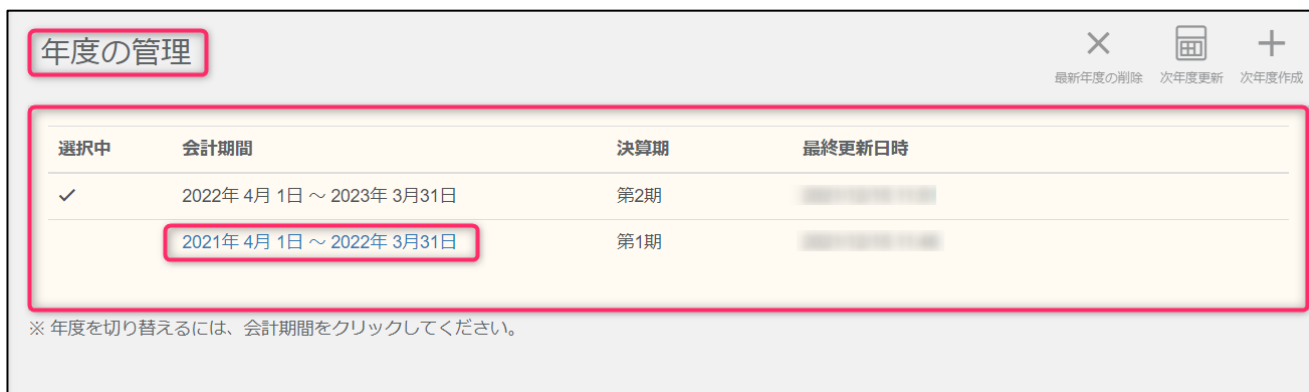 年度の管理
最新年度の削除 次年度更新 次年度作成
選択中 会計期間 決算期 最終更新日時
✓ 2022年 4月 1日 ～ 2023年 3月31日 第2期
2021年 4月 1日 ～ 2022年 3月31日 第1期
※ 年度を切り替えるには、会計期間をクリックしてください。